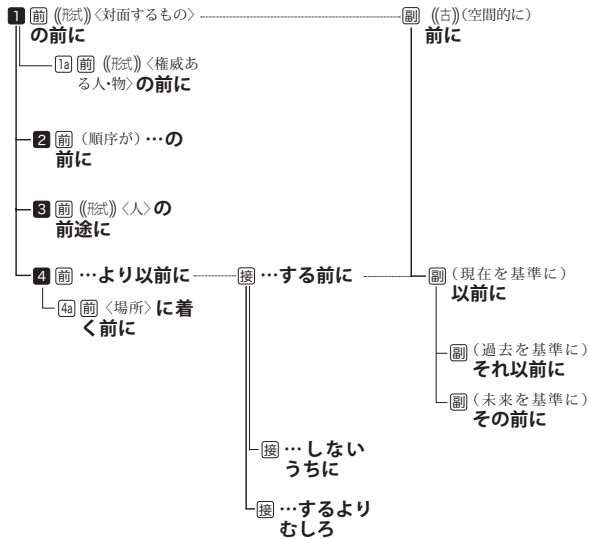 1 前 ((形式))〈対面するもの〉
の前に
1a 前 ((形式))〈権威あ
る人・物〉の前に
2 前 (順序が) …の
前に
3 前 ((形式))〈人〉の
前途に
4 前 …より以前に
4a 前〈場所〉に着
く前に
接 …する前に
接 …しない
うちに
接 …するより
むしろ
副 ((古))(空間的に)
前に
副 (現在を基準に)
以前に
副 (過去を基準に)
それ以前に
副 (未来を基準に)
その前に